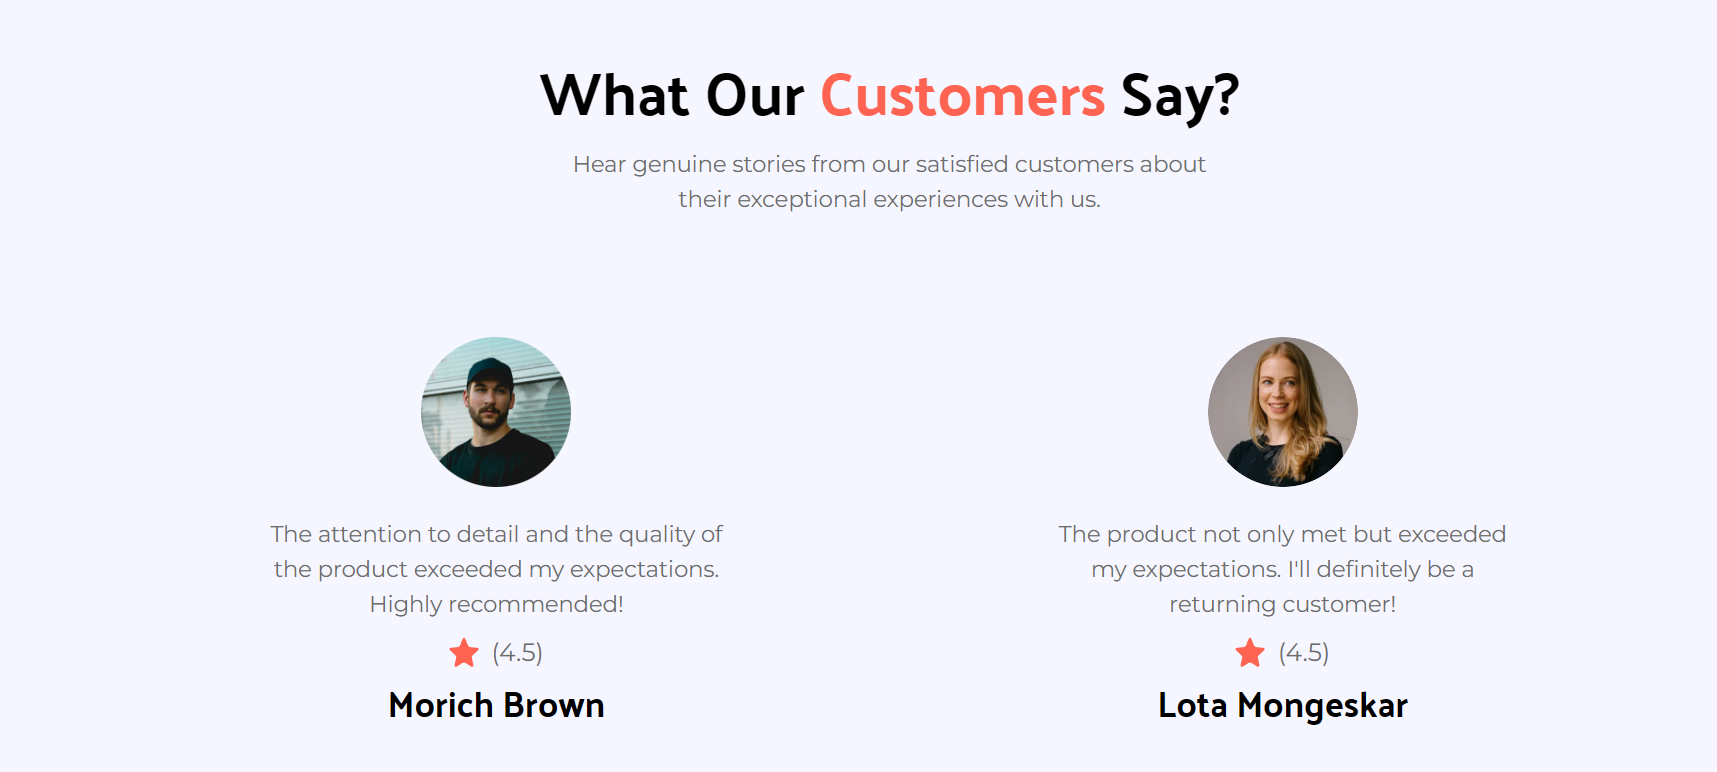 What Our Customers Say?
Hear genuine stories from our satisfied customers about
their exceptional experiences with us.
The attention to detail and the quality of
the product exceeded my expectations.
Highly recommended!
(4.5)
Morich Brown
The product not only met but exceeded
my expectations. I'll definitely be a
returning customer!
(4.5)
Lota Mongeskar